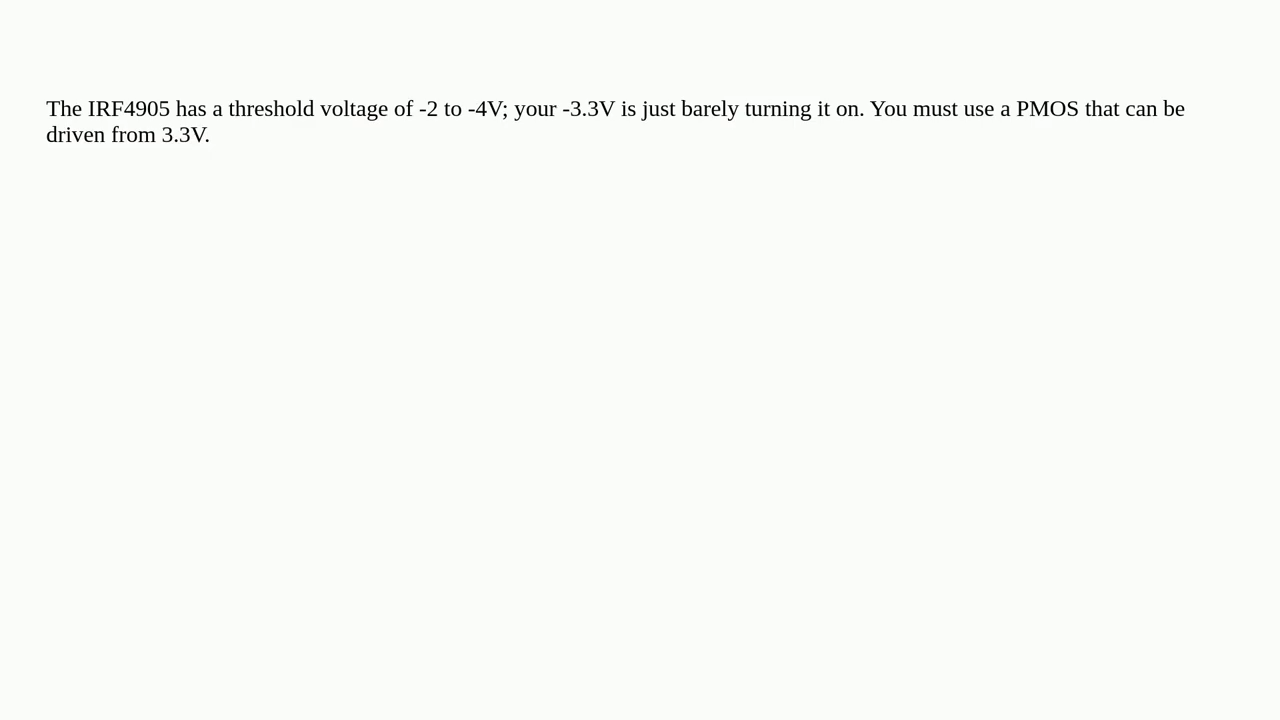 The IRF4905 has a threshold voltage of -2 to -4V; your -3.3V is just barely turning it on. You must use a PMOS that can be
driven from 3.3V.